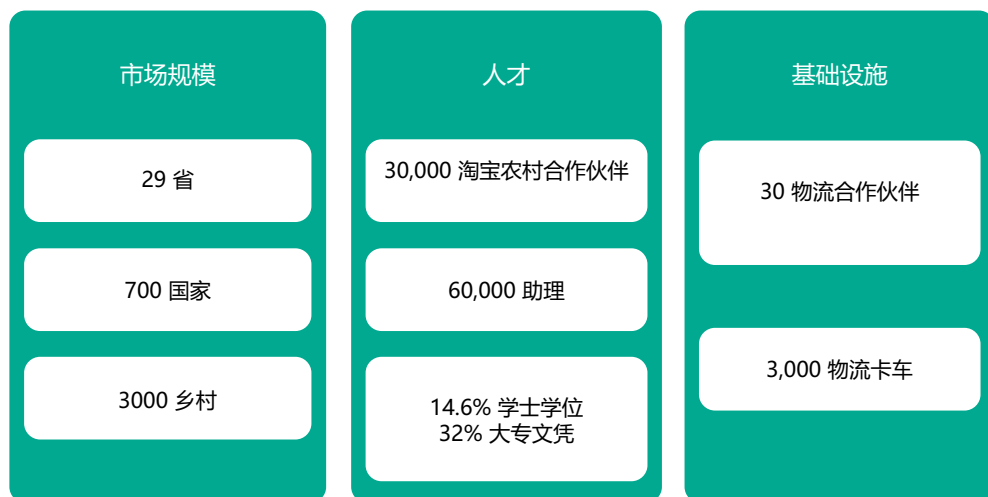 市场规模
29 省
700 国家
3000 乡村
人才
30,000 淘宝农村合作伙伴
60,000 助理
14.6% 学士学位
32% 大专文凭
基础设施
30 物流合作伙伴
3,000 物流卡车